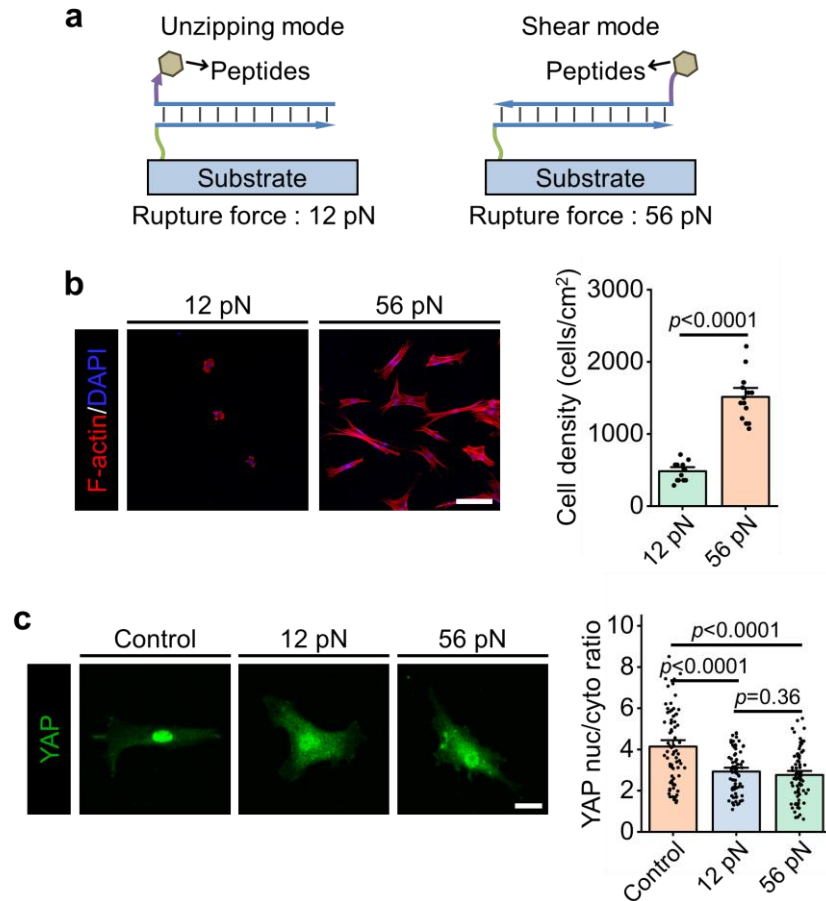 a
Unzipping mode
Peptides
Substrate
Rupture force : 12 pN
Shear mode
Peptides
Substrate
Rupture force : 56 pN
b
F-actin/DAPI
12 pN
56 pN
Cell density (cells/cm²)
3000
2000
1000
0
p<0.0001
12 pN
56 pN
c
YAP
Control
12 pN
56 pN
YAP nuc/cyto ratio
10
8
6
4
2
0
p<0.0001
p<0.0001
p=0.36
Control
12 pN
56 pN